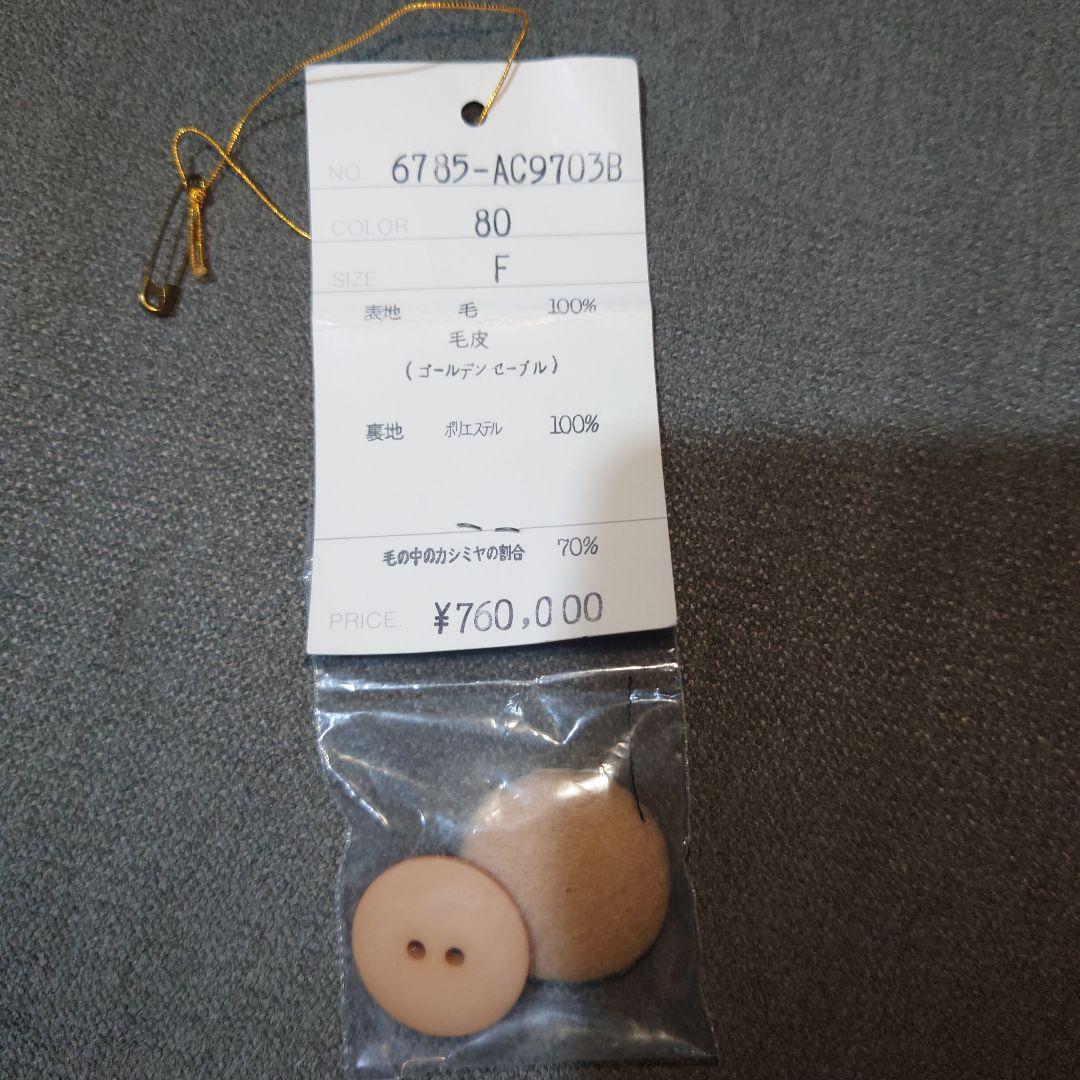 NO. 6785-AC9703B
COLOR. 80
SIZE. F
表地 毛 100%
毛皮
(ゴールデンセーブル)
裏地 ポリエステル 100%
毛の中のカシミヤの割合 70%
PRICE. ¥760,000